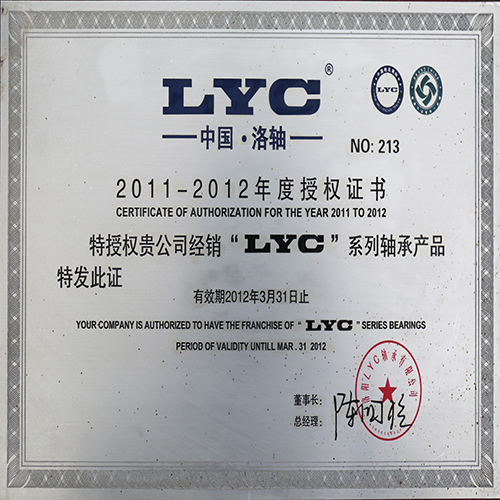 LYC®
LYC
中国·洛轴
NO: 213
2011-2012年度授权证书
CERTIFICATE OF AUTHORIZATION FOR THE YEAR 2011 TO 2012
特授权贵公司经销“LYC”系列轴承产品
特发此证
有效期2012年3月31日止
YOUR COMPANY IS AUTHORIZED TO HAVE THE FRANCHISE OF “LYC” SERIES BEARINGS
PERIOD OF VALIDITY UNTILL MAR . 31 2012
洛阳LYC轴承有限公司
董事长:
总经理: